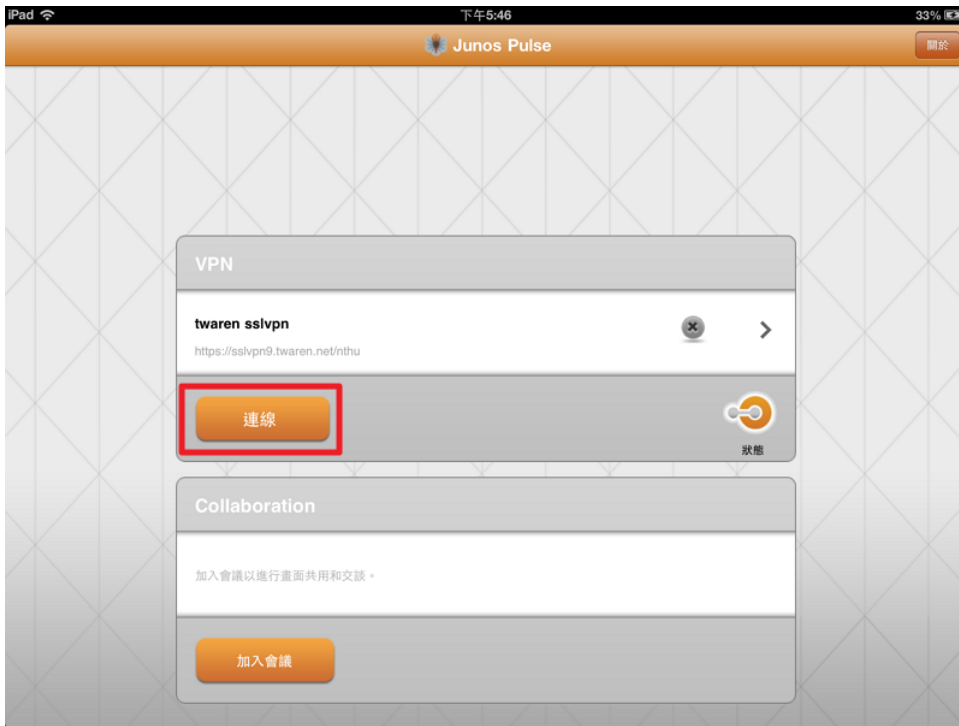 iPad 下午5:46 33%
Junos Pulse 關於
VPN
twaren sslvpn
https://sslvpn9.twaren.net/nthu
連線
狀態
Collaboration
加入會議以進行畫面共用和交談。
加入會議